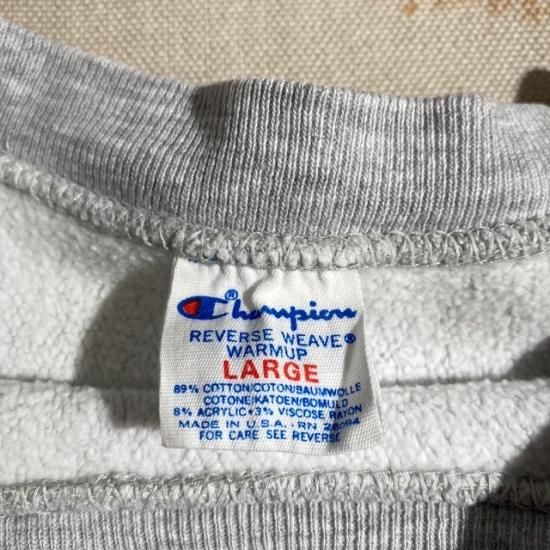 Champion®
REVERSE WEAVE®
WARMUP
LARGE
89% COTTON/COTON/BAUMWOLLE
COTONE/KATOEN/BOMULD
8% ACRYLIC•3% VISCOSE RAYON
MADE IN U.S.A. RN 26094
FOR CARE SEE REVERSE